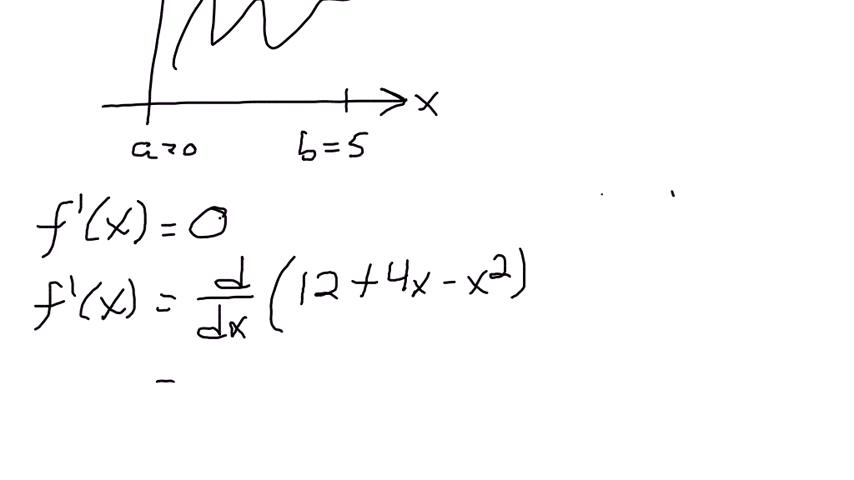 x
a=0 b=5
f'(x) = 0
f'(x) = d/dx (12 + 4x - x²)
=